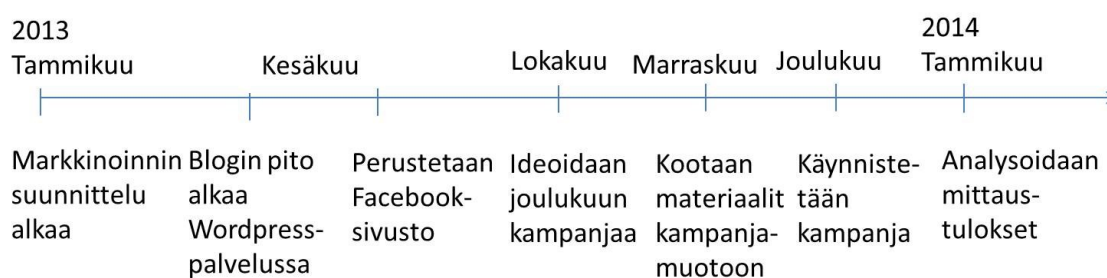 2013
Tammikuu
Kesäkuu
Lokakuu
Marraskuu
Joulukuu
2014
Tammikuu
Markkinoinnin
suunnittelu
alkaa
Blogin pito
alkaa
Wordpress-
palvelussa
Perustetaan
Facebook-
sivusto
Ideoidaan
joulukuun
kampanjaa
Kootaan
materiaalit
kampanja-
muotoon
Käynniste-
tään
kampanja
Analysoidaan
mittaus-
tulokset